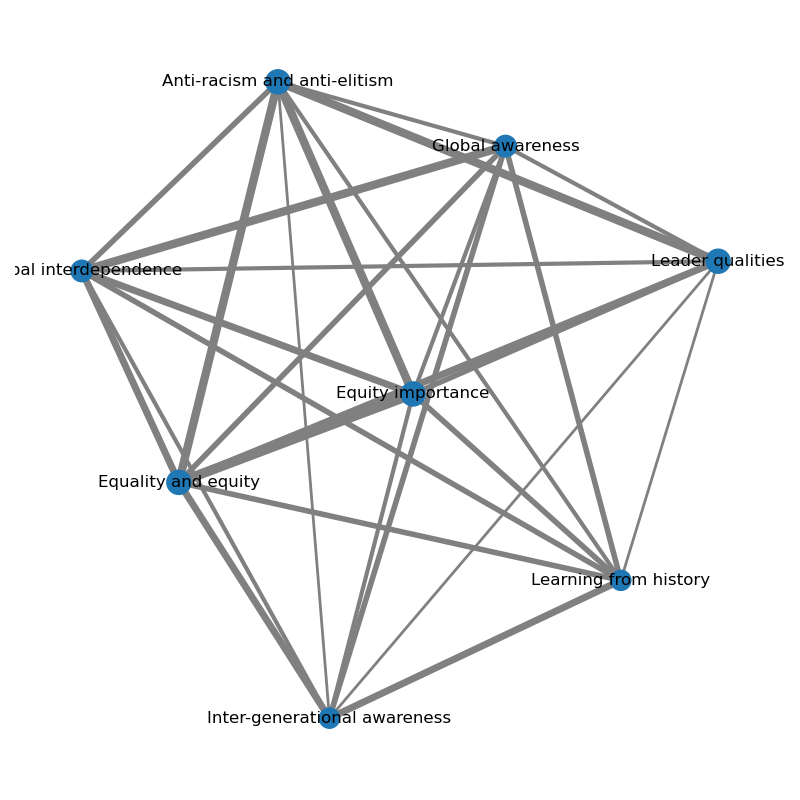 Anti-racism and anti-elitism
Global awareness
Leader qualities
interdependence
Equity importance
Equality and equity
Learning from history
Inter-generational awareness